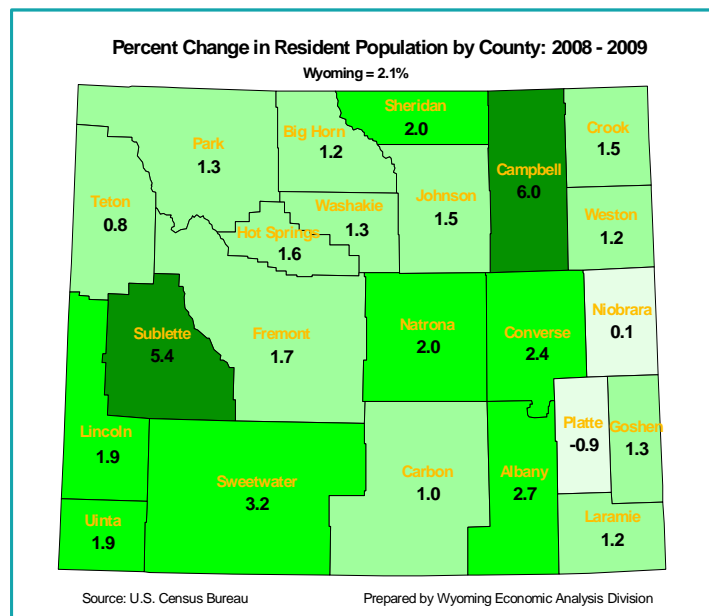 Percent Change in Resident Population by County: 2008 - 2009
Wyoming = 2.1%
Sheridan
2.0
Park
1.3
Big Horn
1.2
Campbell
6.0
Crook
1.5
Teton
0.8
Washakie
1.3
Johnson
1.5
Weston
1.2
Hot Springs
1.6
Sublette
5.4
Fremont
1.7
Natrona
2.0
Converse
2.4
Niobrara
0.1
Lincoln
1.9
Platte
-0.9
Goshen
1.3
Sweetwater
3.2
Carbon
1.0
Albany
2.7
Uinta
1.9
Laramie
1.2
Source: U.S. Census Bureau
Prepared by Wyoming Economic Analysis Division